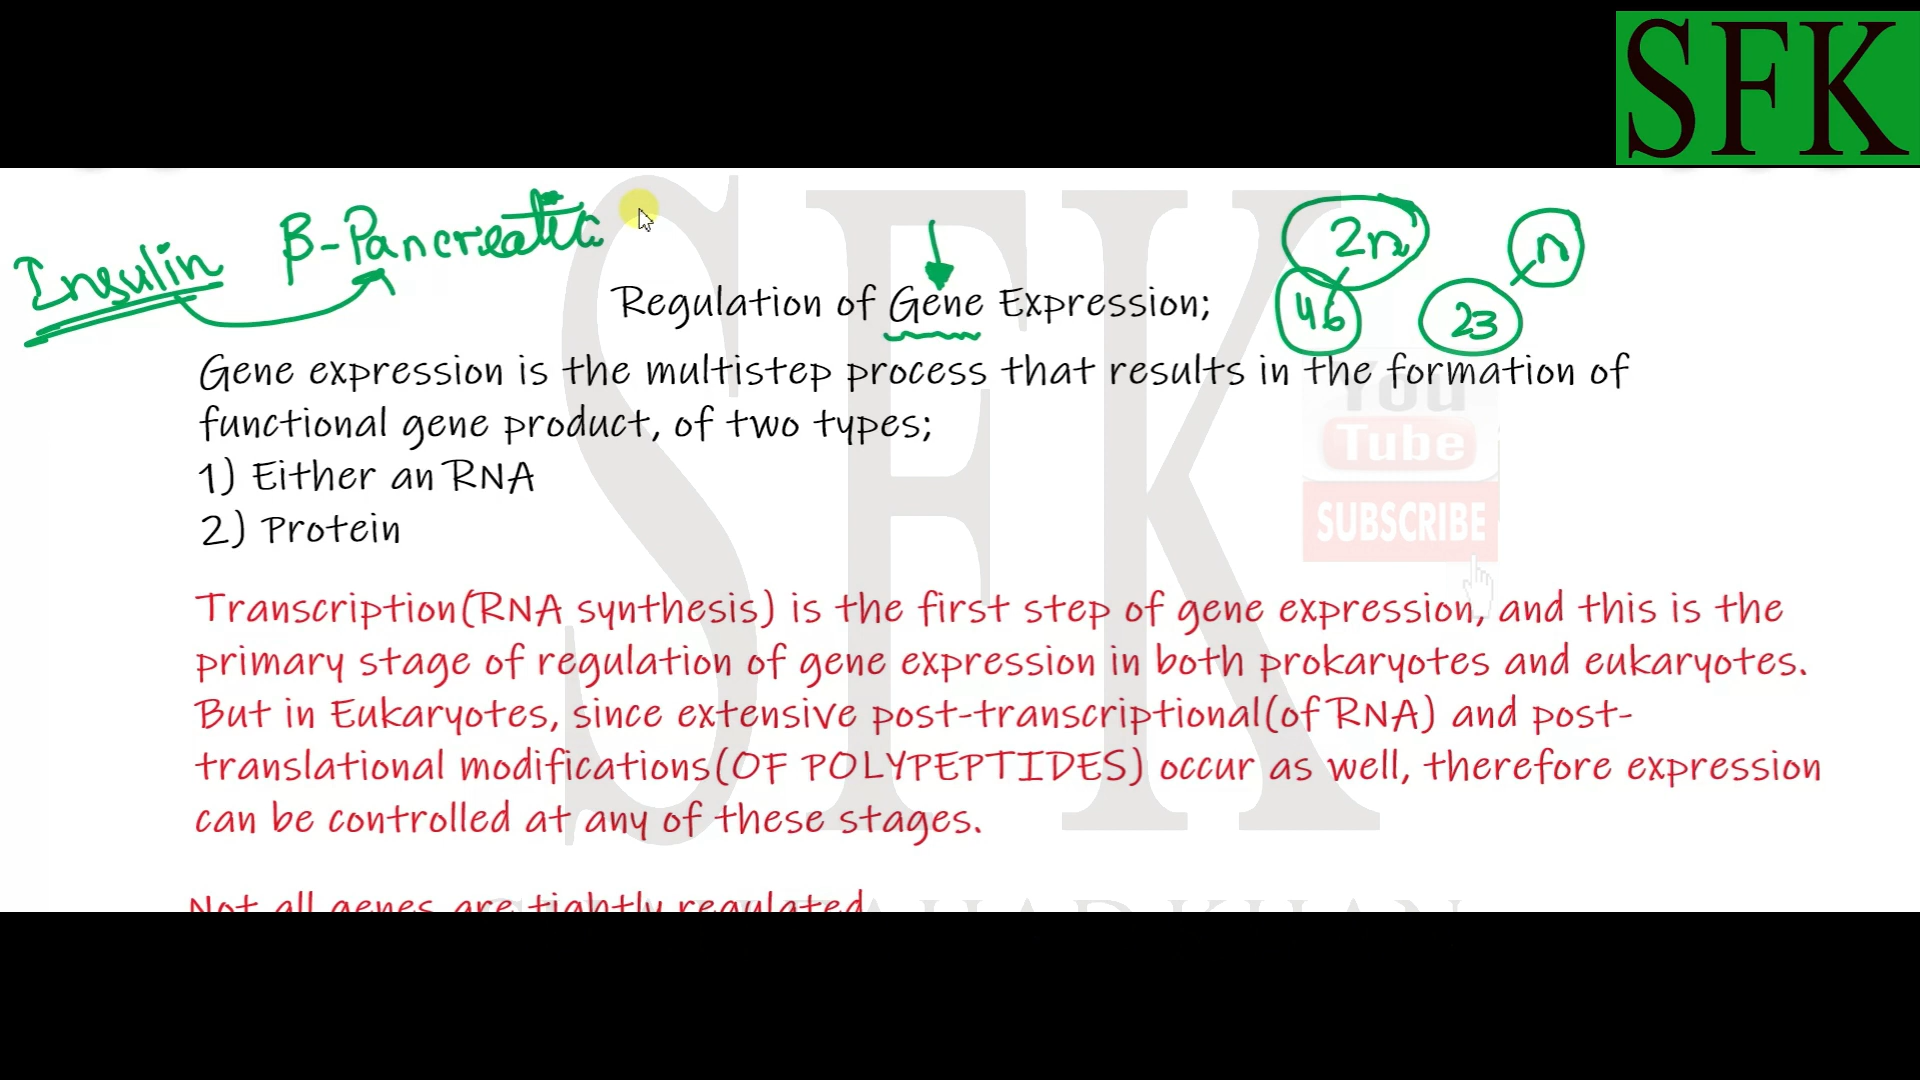 SFK
Insulin β-Pancreatic
2n n
46 23
Regulation of Gene Expression;
Gene expression is the multistep process that results in the formation of
functional gene product, of two types;
1) Either an RNA
2) Protein
You
Tube
SUBSCRIBE
Transcription(RNA synthesis) is the first step of gene expression, and this is the
primary stage of regulation of gene expression in both prokaryotes and eukaryotes.
But in Eukaryotes, since extensive post-transcriptional(of RNA) and post-
translational modifications(OF POLYPEPTIDES) occur as well, therefore expression
can be controlled at any of these stages.
Not all genes are tightly regulated
SFK